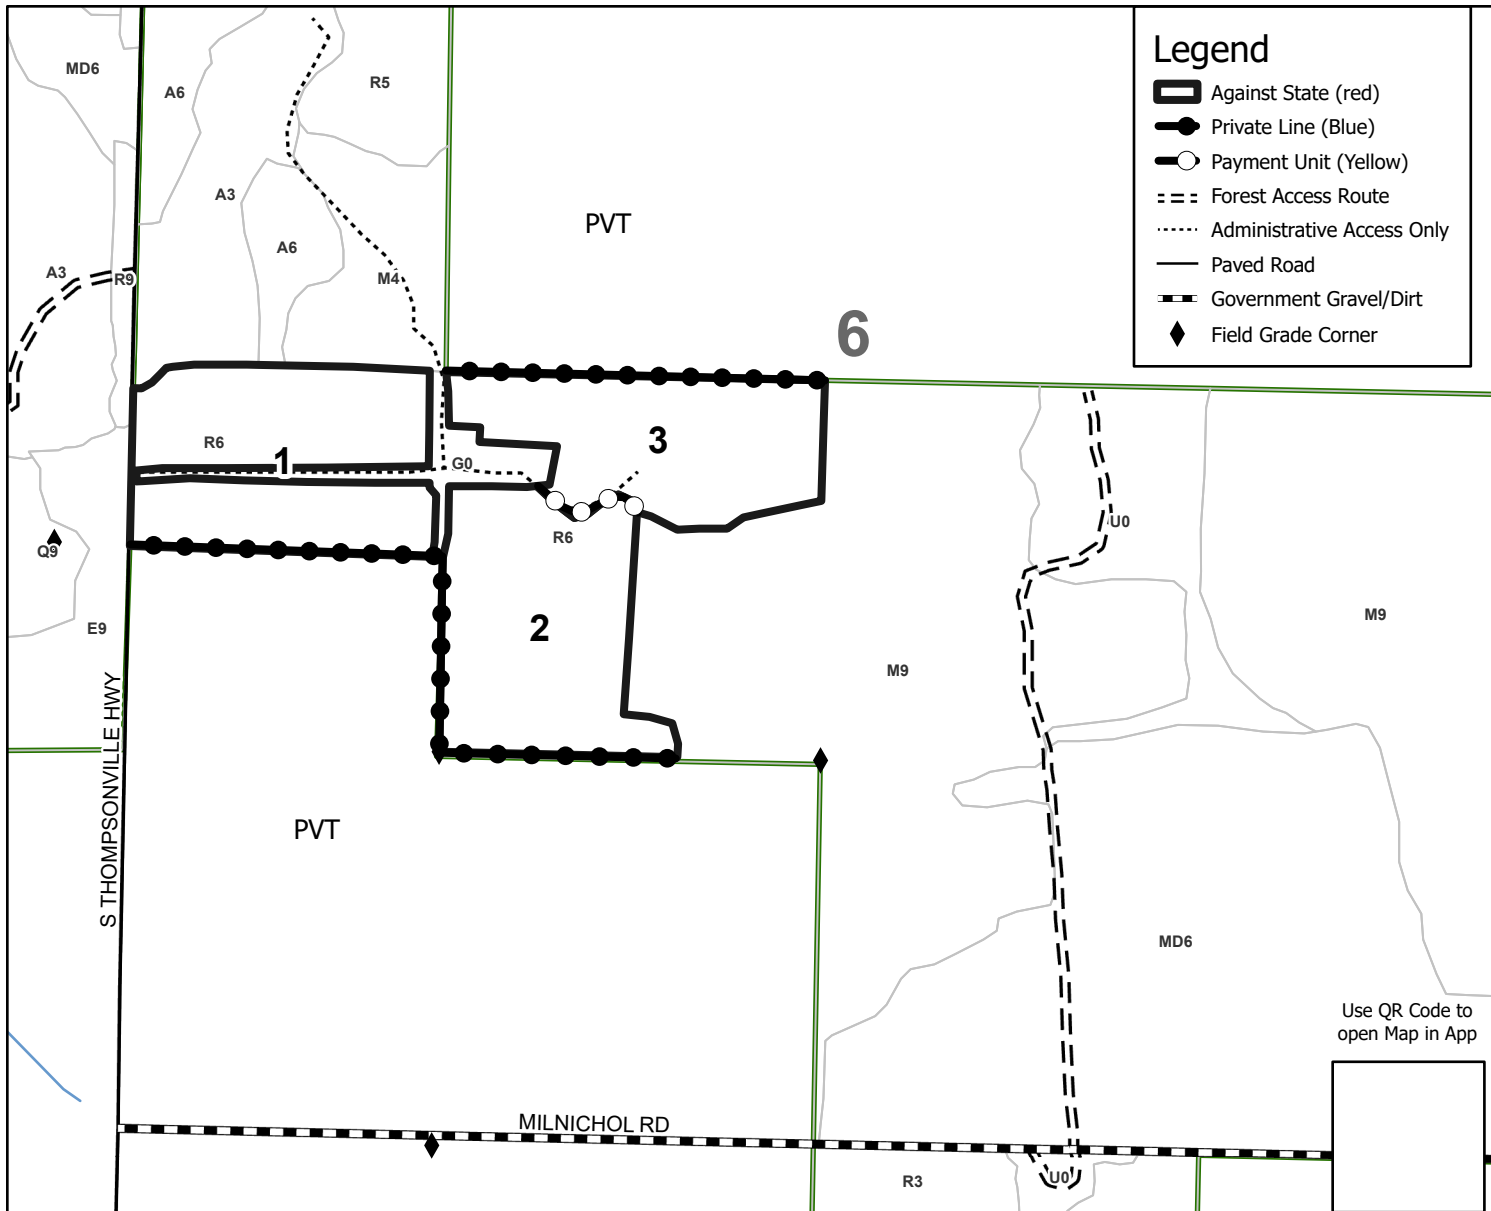 Legend
Against State (red)
Private Line (Blue)
Payment Unit (Yellow)
Forest Access Route
Administrative Access Only
Paved Road
Government Gravel/Dirt
Field Grade Corner
MD6
A6
R5
A3
A6
PVT
A3
R9
M4
6
R6
1
G0
3
Q9
R6
U0
E9
2
M9
M9
S THOMPSONVILLE HWY
PVT
MD6
Use QR Code to
open Map in App
MILNICHOL RD
R3
U0